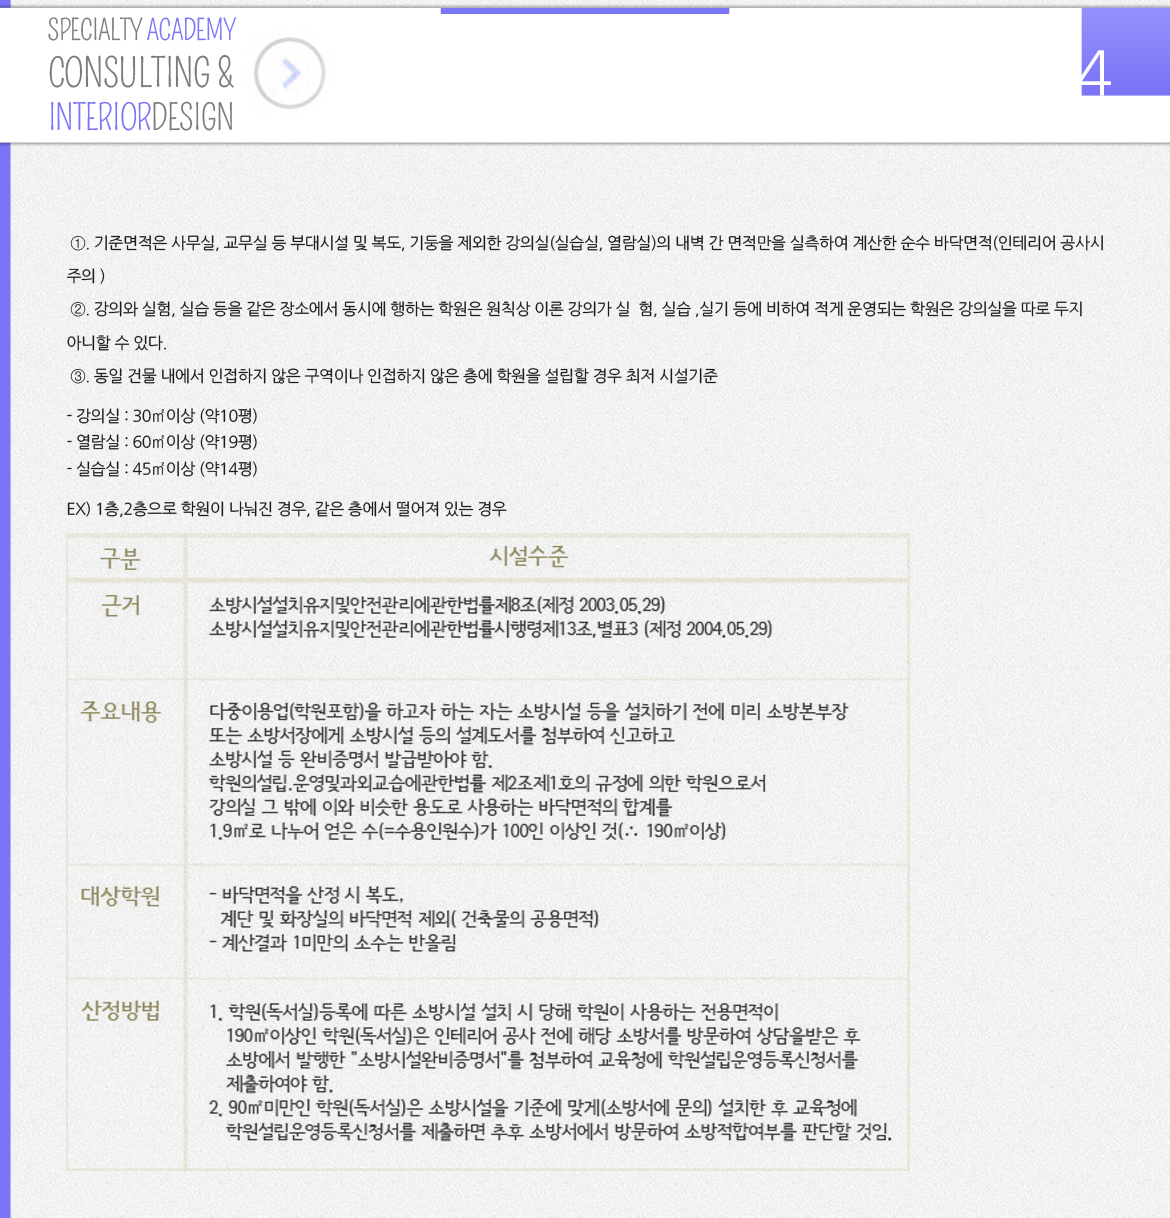 SPECIALTY ACADEMY
CONSULTING &
INTERIORDESIGN
4
①. 기준면적은 사무실, 교무실 등 부대시설 및 복도, 기둥을 제외한 강의실(실습실, 열람실)의 내벽 간 면적만을 실측하여 계산한 순수 바닥면적(인테리어 공사시
주의 )
②. 강의와 실험, 실습 등을 같은 장소에서 동시에 행하는 학원은 원칙상 이론 강의가 실  험, 실습 ,실기 등에 비하여 적게 운영되는 학원은 강의실을 따로 두지
아니할 수 있다.
③. 동일 건물 내에서 인접하지 않은 구역이나 인접하지 않은 층에 학원을 설립할 경우 최저 시설기준
- 강의실 : 30㎡이상 (약10평)
- 열람실 : 60㎡이상 (약19평)
- 실습실 : 45㎡이상 (약14평)
EX) 1층,2층으로 학원이 나눠진 경우, 같은 층에서 떨어져 있는 경우
구분 시설수준
근거 소방시설설치유지및안전관리에관한법률제8조(제정 2003.05.29)
소방시설설치유지및안전관리에관한법률시행령제13조,별표3 (제정 2004.05.29)
주요내용 다중이용업(학원포함)을 하고자 하는 자는 소방시설 등을 설치하기 전에 미리 소방본부장
또는 소방서장에게 소방시설 등의 설계도서를 첨부하여 신고하고
소방시설 등 완비증명서 발급받아야 함.
학원의설립.운영및과외교습에관한법률 제2조제1호의 규정에 의한 학원으로서
강의실 그 밖에 이와 비슷한 용도로 사용하는 바닥면적의 합계를
1.9㎡로 나누어 얻은 수(=수용인원수)가 100인 이상인 것(∴ 190㎡이상)
대상학원 - 바닥면적을 산정 시 복도,
계단 및 화장실의 바닥면적 제외( 건축물의 공용면적)
- 계산결과 1미만의 소수는 반올림
산정방법 1. 학원(독서실)등록에 따른 소방시설 설치 시 당해 학원이 사용하는 전용면적이
190㎡이상인 학원(독서실)은 인테리어 공사 전에 해당 소방서를 방문하여 상담을받은 후
소방에서 발행한 "소방시설완비증명서"를 첨부하여 교육청에 학원설립운영등록신청서를
제출하여야 함.
2. 90㎡미만인 학원(독서실)은 소방시설을 기준에 맞게(소방서에 문의) 설치한 후 교육청에
학원설립운영등록신청서를 제출하면 추후 소방서에서 방문하여 소방적합여부를 판단할 것임.